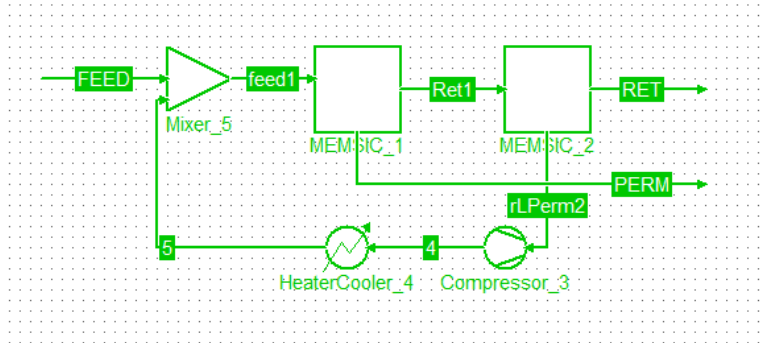 FEED
feed1
Ret1
RET
Mixer_5
MEMSIC_1
MEMSIC_2
PERM
rLPerm2
5
4
HeaterCooler_4
Compressor_3